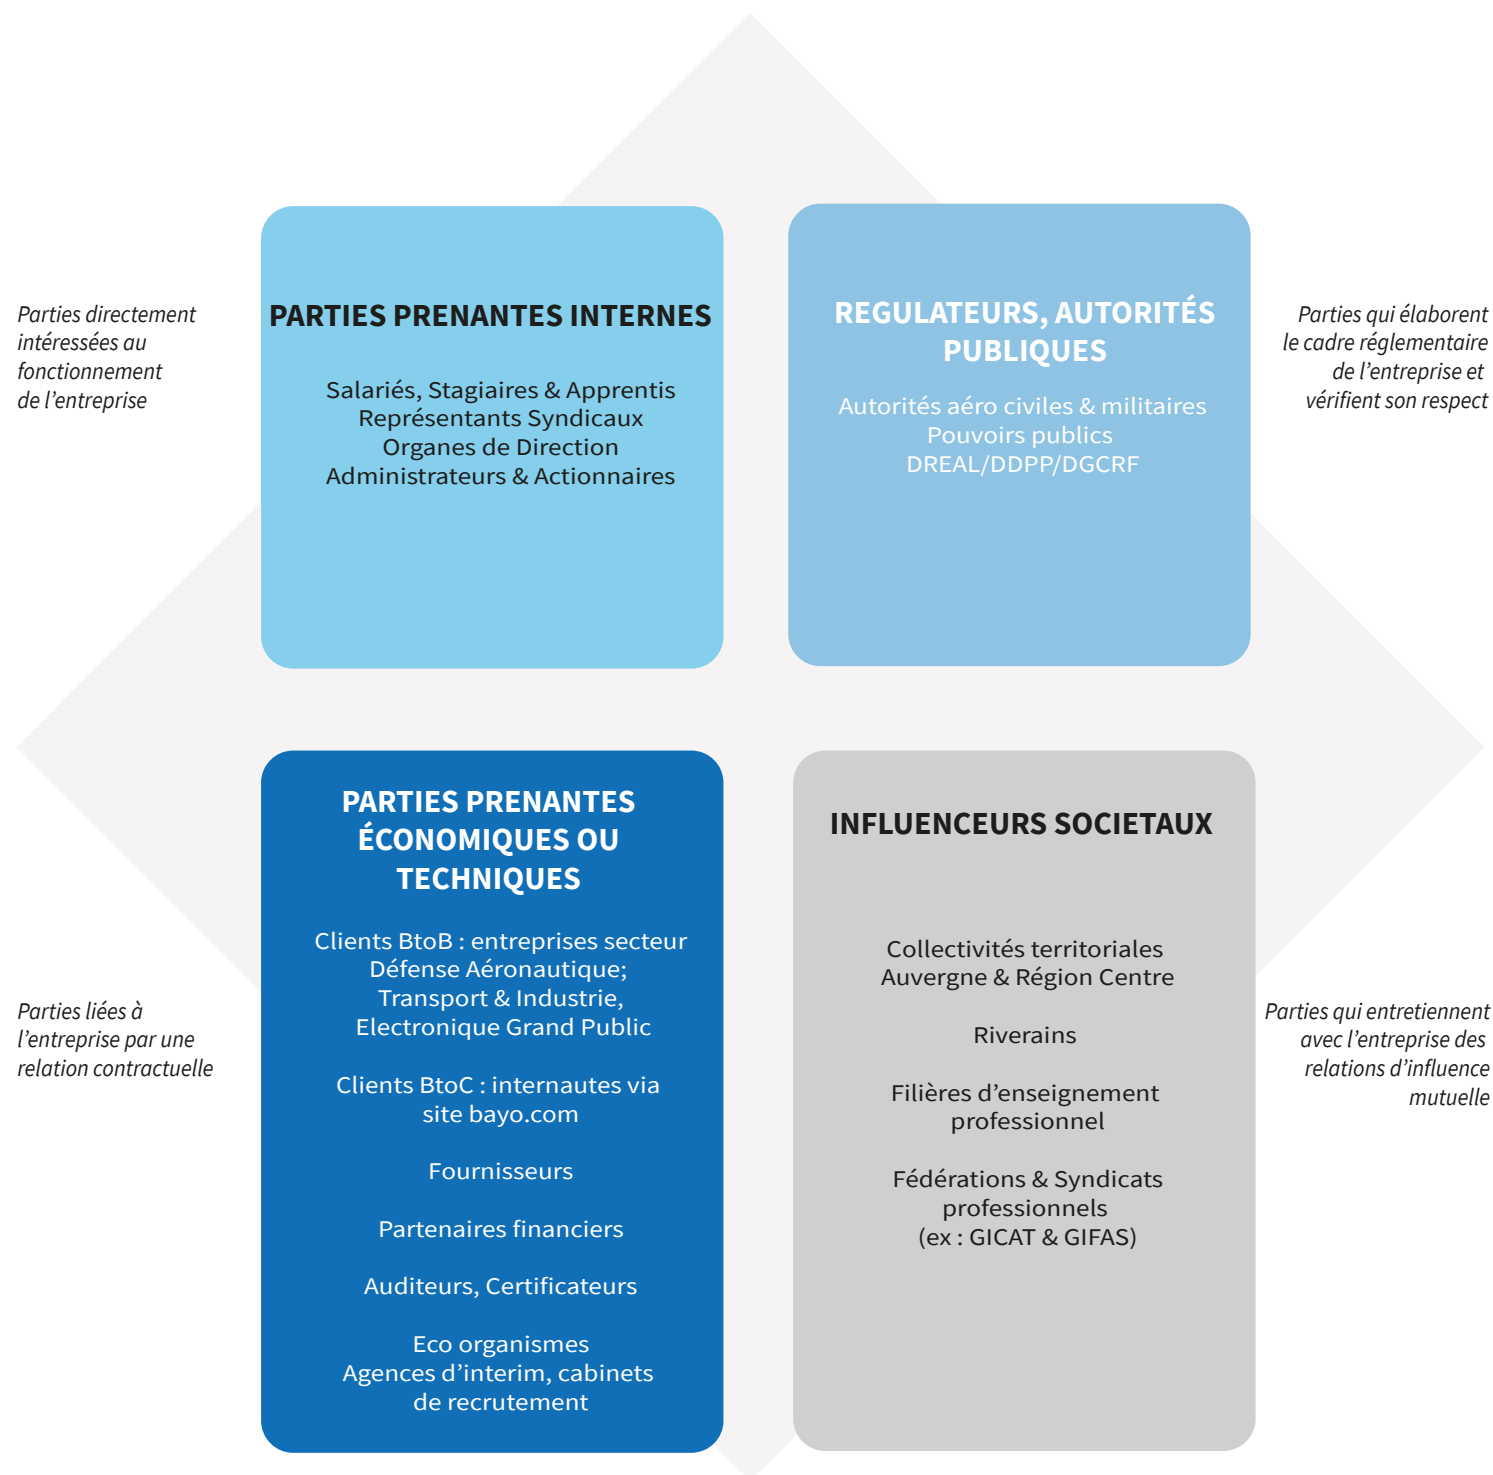 Parties directement
intéressées au
fonctionnement
de l’entreprise
PARTIES PRENANTES INTERNES
Salariés, Stagiaires & Apprentis
Représentants Syndicaux
Organes de Direction
Administrateurs & Actionnaires
REGULATEURS, AUTORITÉS
PUBLIQUES
Autorités aéro civiles & militaires
Pouvoirs publics
DREAL/DDPP/DGCRF
Parties qui élaborent
le cadre réglementaire
de l’entreprise et
vérifient son respect
Parties liées à
l’entreprise par une
relation contractuelle
PARTIES PRENANTES
ÉCONOMIQUES OU
TECHNIQUES
Clients BtoB : entreprises secteur
Défense Aéronautique;
Transport & Industrie,
Electronique Grand Public
Clients BtoC : internautes via
site bayo.com
Fournisseurs
Partenaires financiers
Auditeurs, Certificateurs
Eco organismes
Agences d’interim, cabinets
de recrutement
INFLUENCEURS SOCIETAUX
Collectivités territoriales
Auvergne & Région Centre
Riverains
Filières d’enseignement
professionnel
Fédérations & Syndicats
professionnels
(ex : GICAT & GIFAS)
Parties qui entretiennent
avec l’entreprise des
relations d’influence
mutuelle